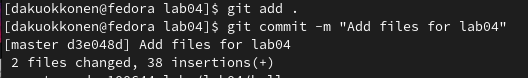 [dakuokkonen@fedora lab04]$ git add .
[dakuokkonen@fedora lab04]$ git commit -m "Add files for lab04"
[master d3e048d] Add files for lab04
 2 files changed, 38 insertions(+)